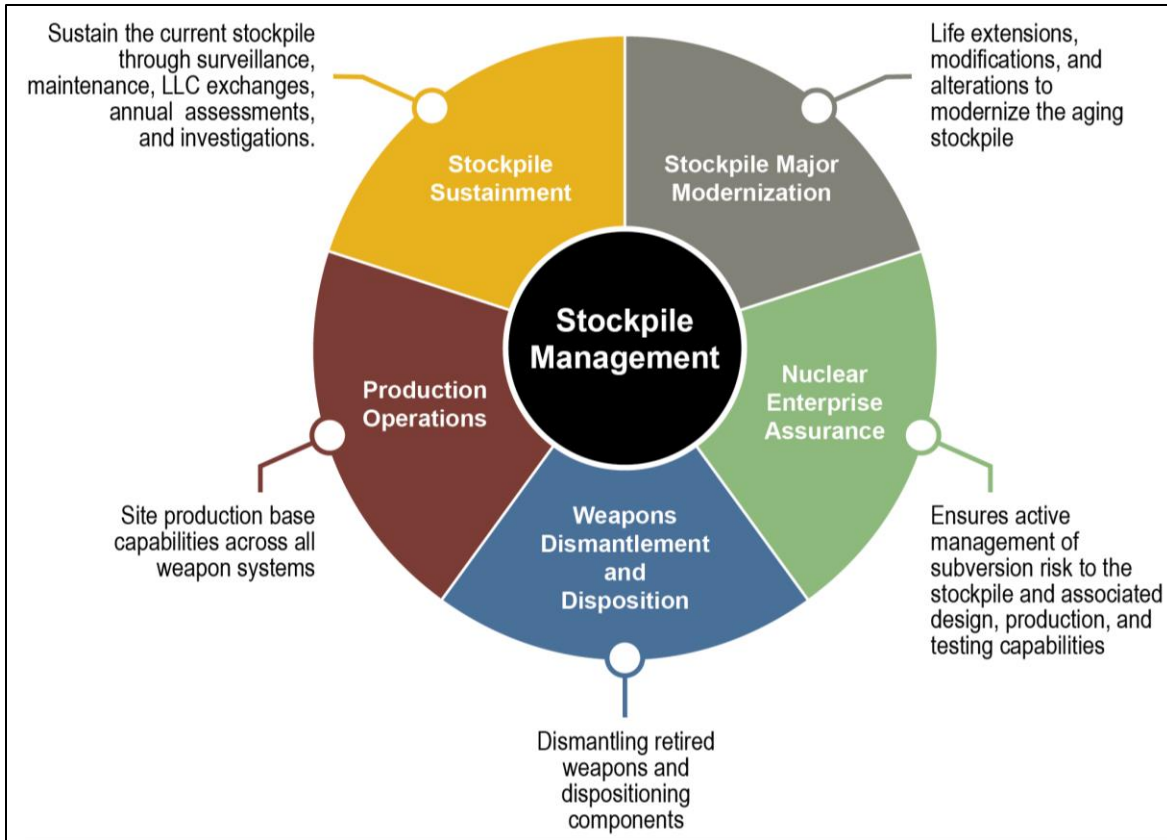 Sustain the current stockpile
through surveillance,
maintenance, LLC exchanges,
annual assessments,
and investigations.
Life extensions,
modifications, and
alterations to
modernize the aging
stockpile
Stockpile
Sustainment
Stockpile Major
Modernization
Stockpile
Management
Production
Operations
Nuclear
Enterprise
Assurance
Weapons
Dismantlement
and
Disposition
Site production base
capabilities across all
weapon systems
Ensures active
management of
subversion risk to the
stockpile and associated
design, production, and
testing capabilities
Dismantling retired
weapons and
dispositioning
components